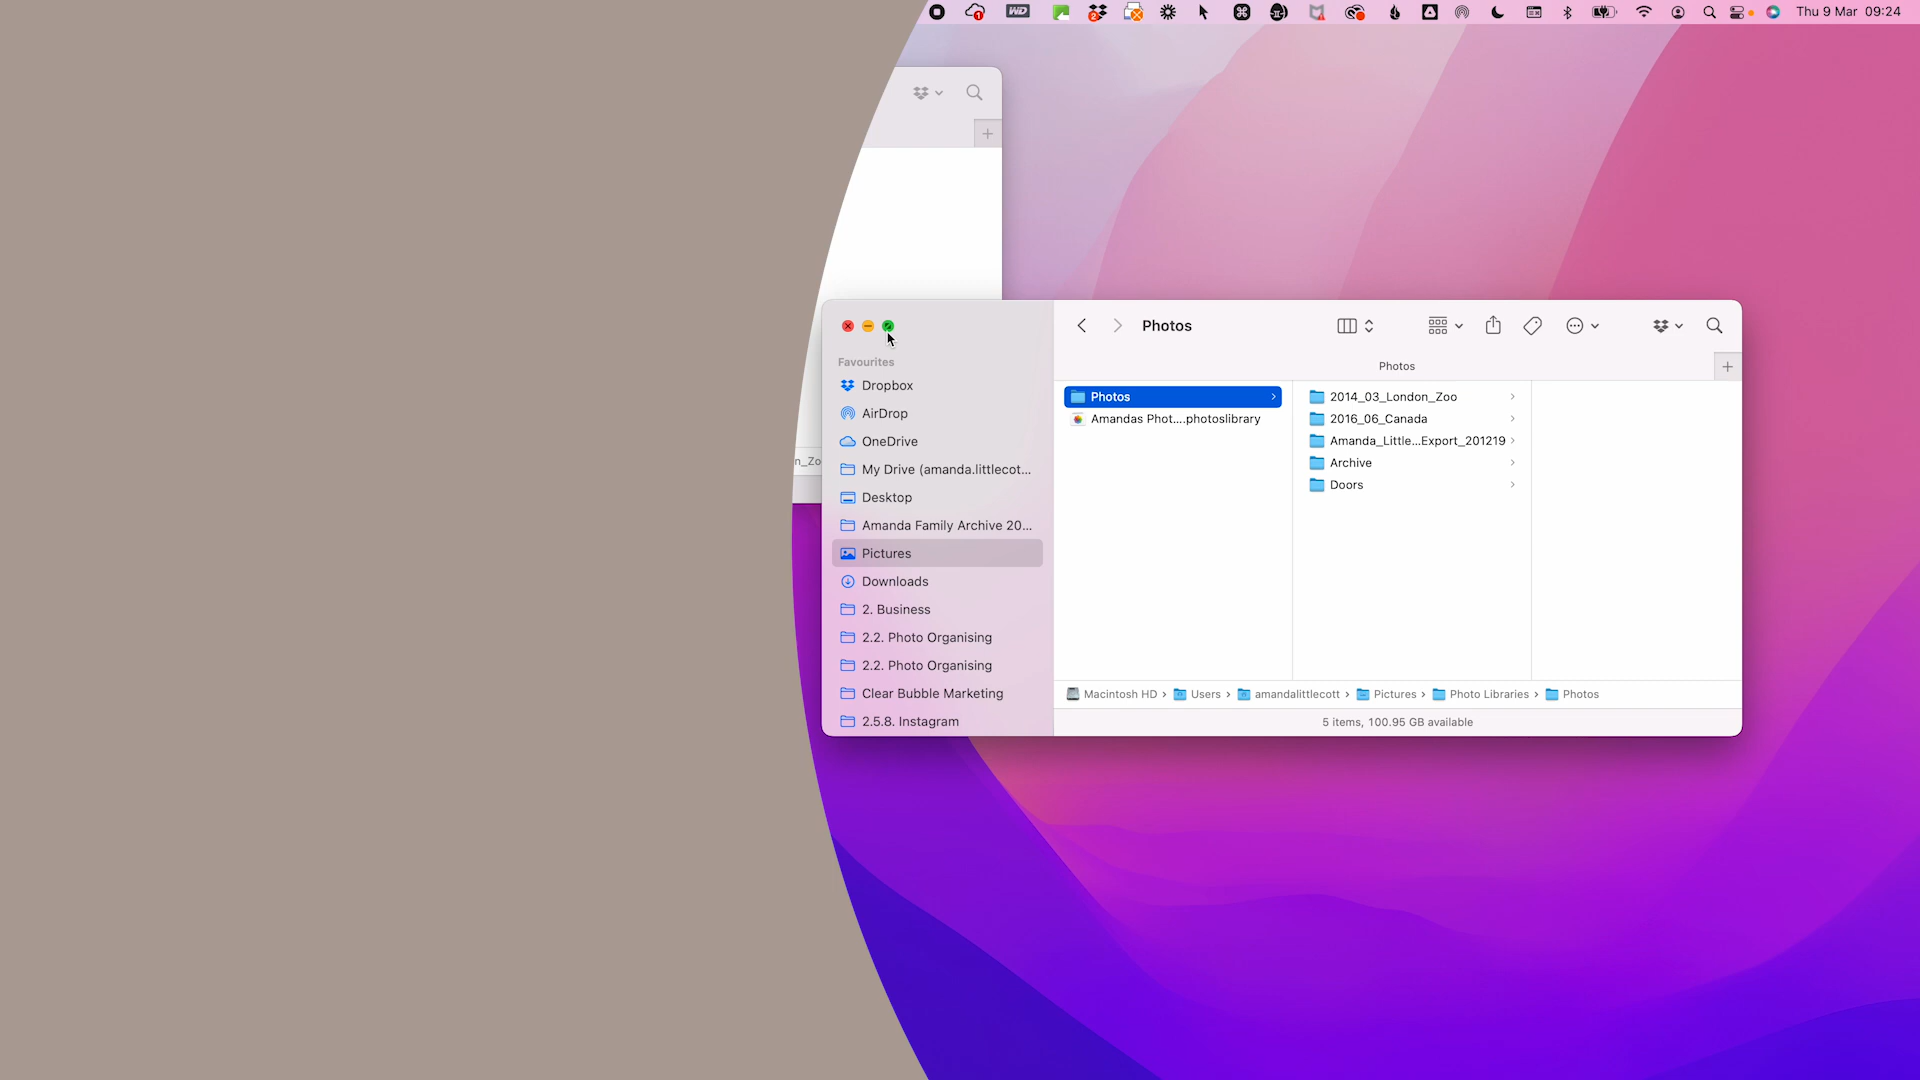 WD
Thu 9 Mar 09:24
1
2
n_Zo
Photos
Favourites
Dropbox
AirDrop
OneDrive
My Drive (amanda.littlecot...
Desktop
Amanda Family Archive 20...
Pictures
Downloads
2. Business
2.2. Photo Organising
2.2. Photo Organising
Clear Bubble Marketing
2.5.8. Instagram
Photos
Photos
Amandas Phot....photoslibrary
2014_03_London_Zoo
2016_06_Canada
Amanda_Little...Export_201219
Archive
Doors
Macintosh HD › Users › amandalittlecott › Pictures › Photo Libraries › Photos
5 items, 100.95 GB available